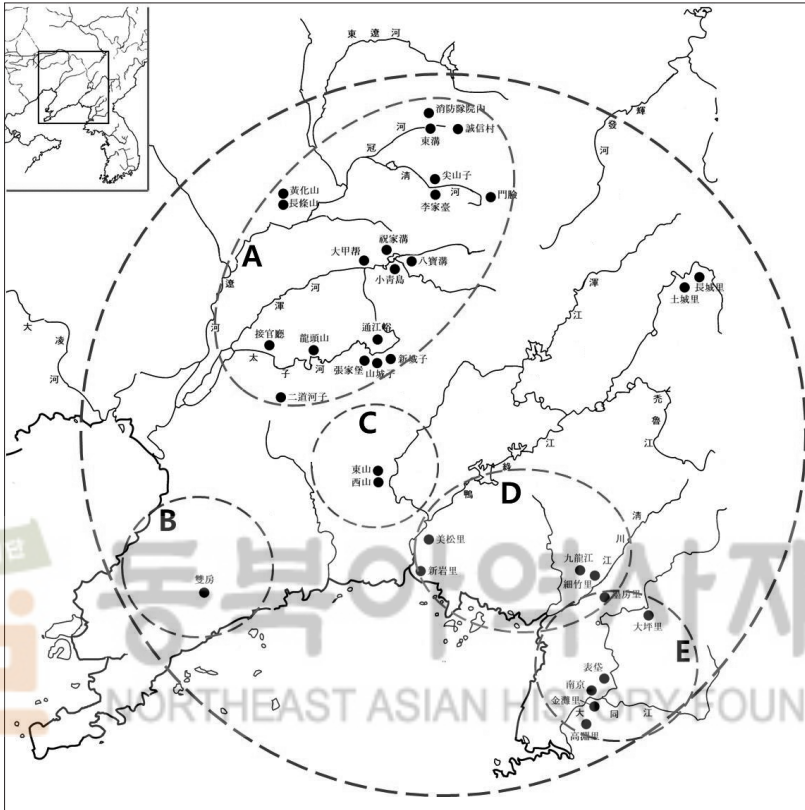 東遼河
輝發河
消防隊院內
冠河
東溝
誠信村
尖山子
清河
李家臺
門臉
黃化山
長條山
A
祝家溝
大甲帮
八寶溝
小靑島
遼河
渾河
渾江
長城里
土城里
大凌河
接官廳
龍頭山
通江峪
太子河
張家堡
山城子
新城子
二道河子
禿魯江
C
東山
西山
鴨綠江
D
B
美松里
清川江
新岩里
九龍江
細竹里
雙房
墨房里
大坪里
E
表垈
南京
金灘里
大同江
高淵里
단
동북아역사자
NORTHEAST ASIAN HISTORY FOUN